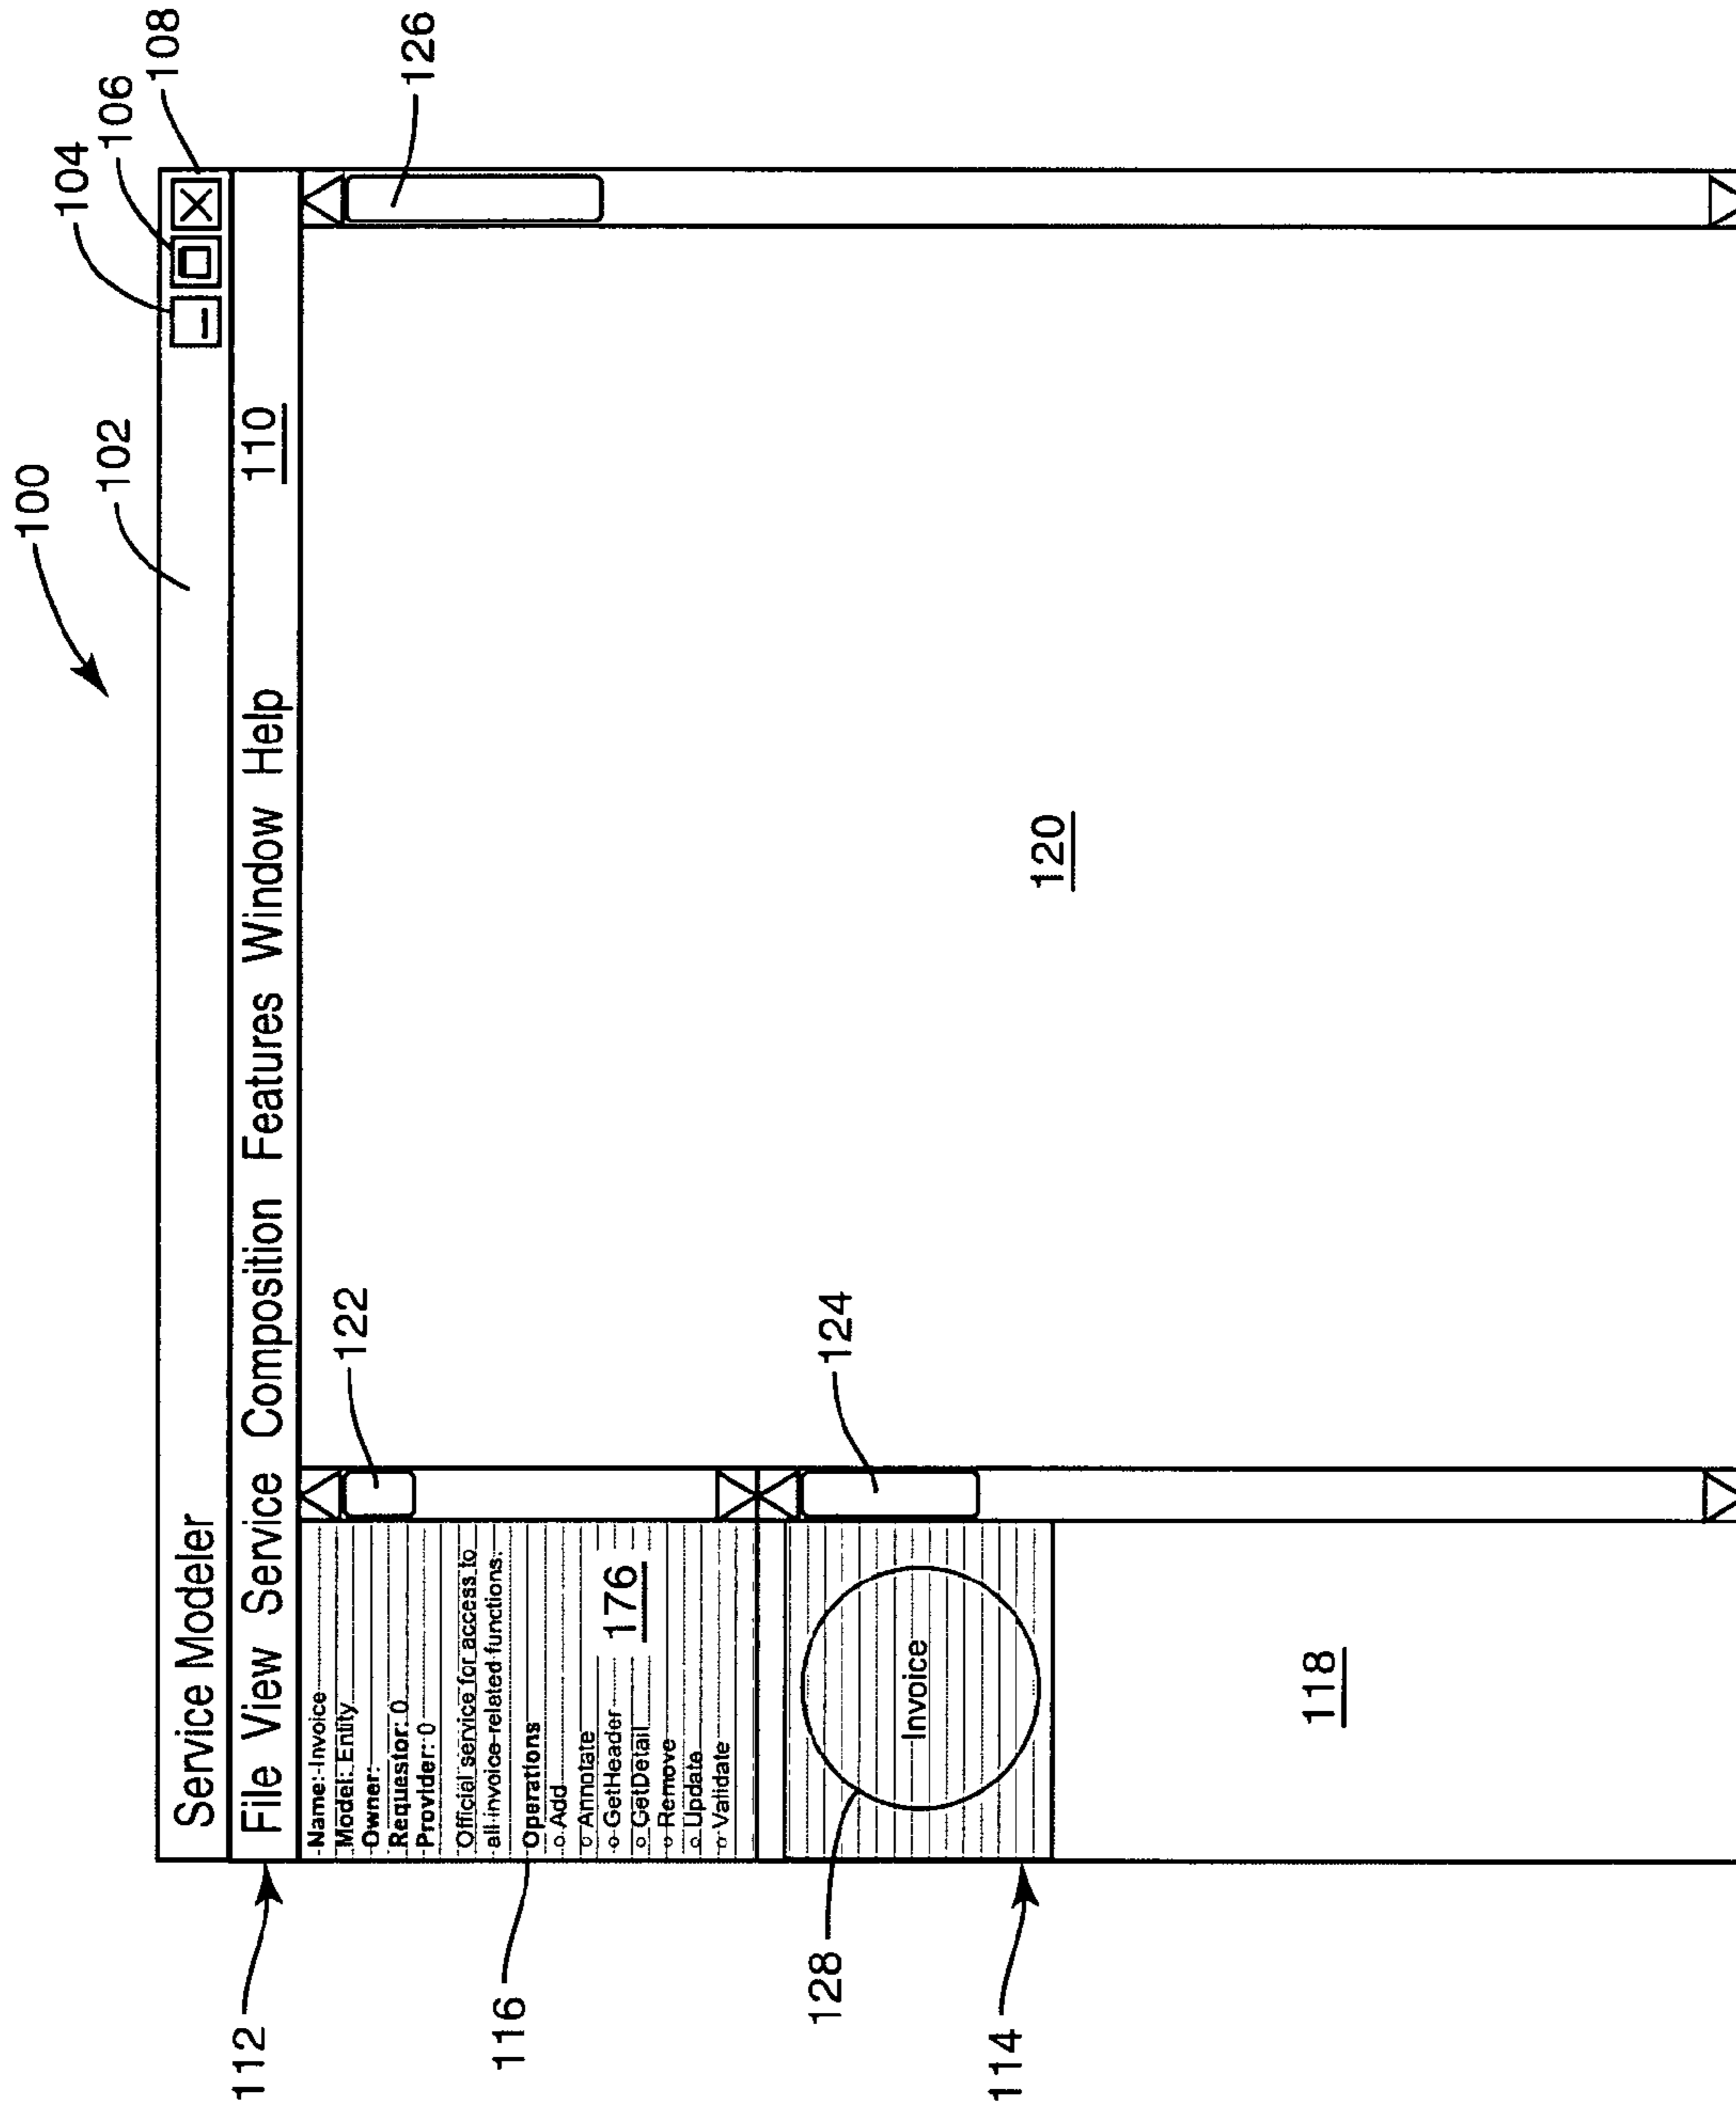 100
102
104
106
108
Service Modeler
112
File View Service Composition Features Window Help 110
126
122
Name: Invoice
Model: Entity
Owner:
Requestor: 0
Provider: 0
116
Official service for access to
all invoice-related functions.
Operations
o Add
o Annotate
o GetHeader
o GetDetail
o Remove
o Update
o Validate
176
124
128
Invoice
114
118
120